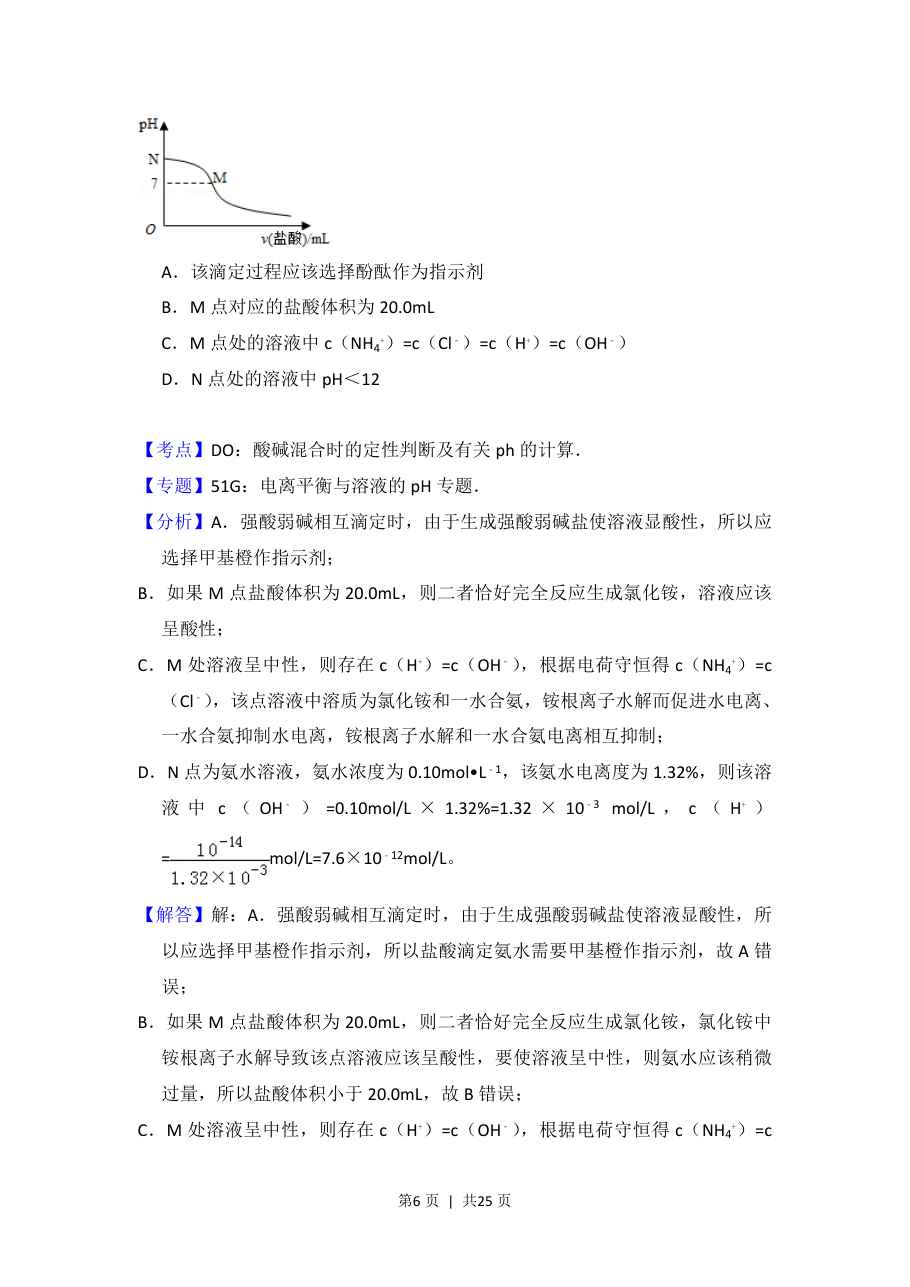 pH
N
7
M
O
v(盐酸)/mL
A．该滴定过程应该选择酚酞作为指示剂
B．M 点对应的盐酸体积为 20.0mL
C．M 点处的溶液中 c（NH₄⁺）=c（Cl⁻）=c（H⁺）=c（OH⁻）
D．N 点处的溶液中 pH＜12
【考点】DO：酸碱混合时的定性判断及有关 ph 的计算．
【专题】51G：电离平衡与溶液的 pH 专题．
【分析】A．强酸弱碱相互滴定时，由于生成强酸弱碱盐使溶液显酸性，所以应
选择甲基橙作指示剂；
B．如果 M 点盐酸体积为 20.0mL，则二者恰好完全反应生成氯化铵，溶液应该
呈酸性；
C．M 处溶液呈中性，则存在 c（H⁺）=c（OH⁻），根据电荷守恒得 c（NH₄⁺）=c
（Cl⁻），该点溶液中溶质为氯化铵和一水合氨，铵根离子水解而促进水电离、
一水合氨抑制水电离，铵根离子水解和一水合氨电离相互抑制；
D．N 点为氨水溶液，氨水浓度为 0.10mol•L⁻¹，该氨水电离度为 1.32%，则该溶
液中 c（OH⁻）=0.10mol/L×1.32%=1.32×10⁻³ mol/L，c（H⁺）
=10⁻¹⁴/1.32×10⁻³mol/L=7.6×10⁻¹²mol/L。
【解答】解：A．强酸弱碱相互滴定时，由于生成强酸弱碱盐使溶液显酸性，所
以应选择甲基橙作指示剂，所以盐酸滴定氨水需要甲基橙作指示剂，故 A 错
误；
B．如果 M 点盐酸体积为 20.0mL，则二者恰好完全反应生成氯化铵，氯化铵中
铵根离子水解导致该点溶液应该呈酸性，要使溶液呈中性，则氨水应该稍微
过量，所以盐酸体积小于 20.0mL，故 B 错误；
C．M 处溶液呈中性，则存在 c（H⁺）=c（OH⁻），根据电荷守恒得 c（NH₄⁺）=c
第6页 | 共25页